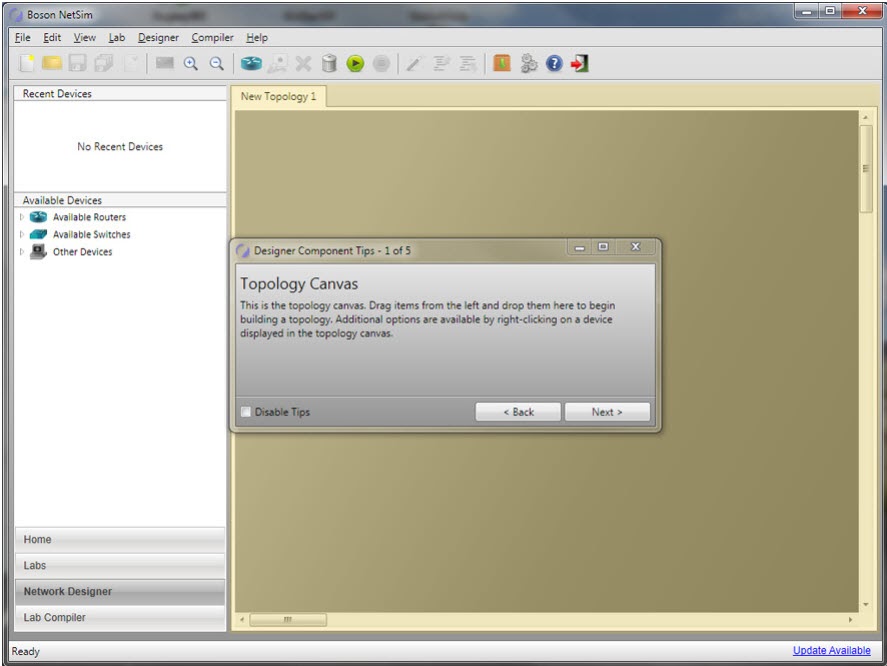 Boson NetSim
File Edit View Lab Designer Compiler Help
Recent Devices
New Topology 1
No Recent Devices
Available Devices
Available Routers
Available Switches
Other Devices
Designer Component Tips - 1 of 5
Topology Canvas
This is the topology canvas. Drag items from the left and drop them here to begin
building a topology. Additional options are available by right-clicking on a device
displayed in the topology canvas.
Disable Tips
< Back
Next >
Home
Labs
Network Designer
Lab Compiler
Ready
Update Available